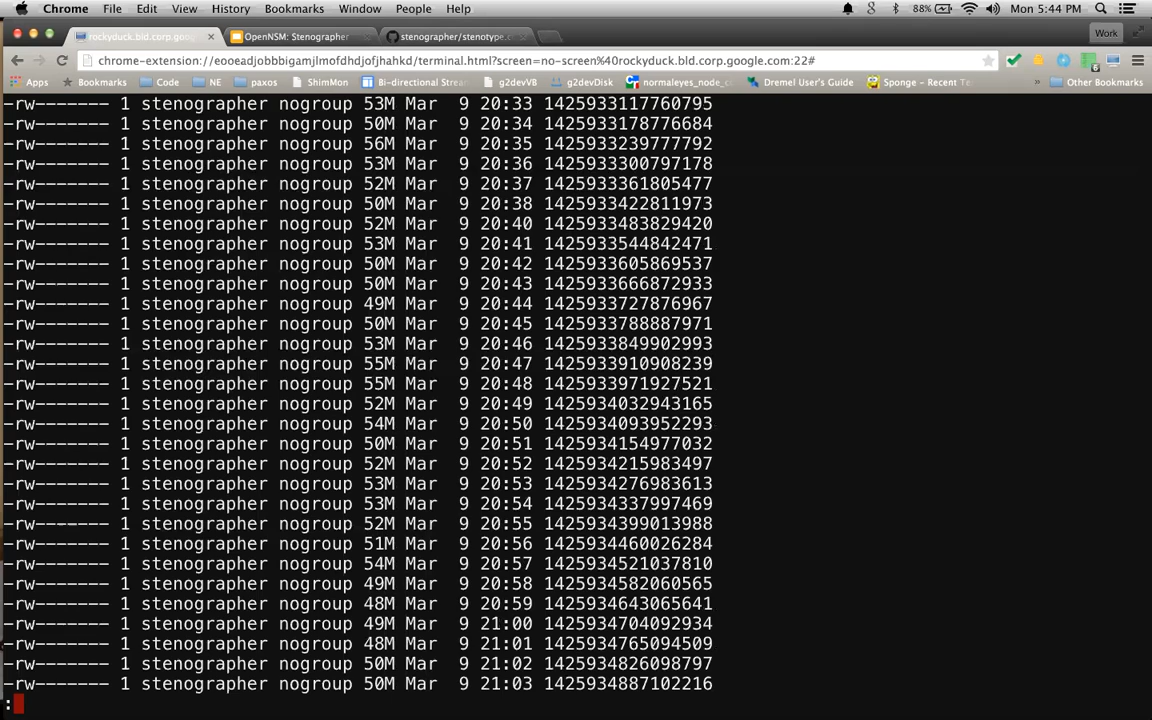 Chrome File Edit View History Bookmarks Window People Help 88% Mon 5:44 PM
rockyduck.bld.corp.goog OpenNSM: Stenographer stenographer/stenotype.c Work
chrome-extension://eooeadjobbbigamjlmofdhdjofjhahkd/terminal.html?screen=no-screen%40rockyduck.bld.corp.google.com:22#
Apps Bookmarks Code NE paxos ShimMon Bi-directional Strea g2devVB g2devDisk normaleyes_node_c Dremel User's Guide Sponge - Recent Te » Other Bookmarks
-rw------- 1 stenographer nogroup 53M Mar 9 20:33 1425933117760795
-rw------- 1 stenographer nogroup 50M Mar 9 20:34 1425933178776684
-rw------- 1 stenographer nogroup 56M Mar 9 20:35 1425933239777792
-rw------- 1 stenographer nogroup 53M Mar 9 20:36 1425933300797178
-rw------- 1 stenographer nogroup 52M Mar 9 20:37 1425933361805477
-rw------- 1 stenographer nogroup 50M Mar 9 20:38 1425933422811973
-rw------- 1 stenographer nogroup 52M Mar 9 20:40 1425933483829420
-rw------- 1 stenographer nogroup 53M Mar 9 20:41 1425933544842471
-rw------- 1 stenographer nogroup 50M Mar 9 20:42 1425933605869537
-rw------- 1 stenographer nogroup 50M Mar 9 20:43 1425933666872933
-rw------- 1 stenographer nogroup 49M Mar 9 20:44 1425933727876967
-rw------- 1 stenographer nogroup 50M Mar 9 20:45 1425933788887971
-rw------- 1 stenographer nogroup 53M Mar 9 20:46 1425933849902993
-rw------- 1 stenographer nogroup 55M Mar 9 20:47 1425933910908239
-rw------- 1 stenographer nogroup 55M Mar 9 20:48 1425933971927521
-rw------- 1 stenographer nogroup 52M Mar 9 20:49 1425934032943165
-rw------- 1 stenographer nogroup 54M Mar 9 20:50 1425934093952293
-rw------- 1 stenographer nogroup 50M Mar 9 20:51 1425934154977032
-rw------- 1 stenographer nogroup 52M Mar 9 20:52 1425934215983497
-rw------- 1 stenographer nogroup 53M Mar 9 20:53 1425934276983613
-rw------- 1 stenographer nogroup 53M Mar 9 20:54 1425934337997469
-rw------- 1 stenographer nogroup 52M Mar 9 20:55 1425934399013988
-rw------- 1 stenographer nogroup 51M Mar 9 20:56 1425934460026284
-rw------- 1 stenographer nogroup 54M Mar 9 20:57 1425934521037810
-rw------- 1 stenographer nogroup 49M Mar 9 20:58 1425934582060565
-rw------- 1 stenographer nogroup 48M Mar 9 20:59 1425934643065641
-rw------- 1 stenographer nogroup 49M Mar 9 21:00 1425934704092934
-rw------- 1 stenographer nogroup 48M Mar 9 21:01 1425934765094509
-rw------- 1 stenographer nogroup 50M Mar 9 21:02 1425934826098797
-rw------- 1 stenographer nogroup 50M Mar 9 21:03 1425934887102216
: